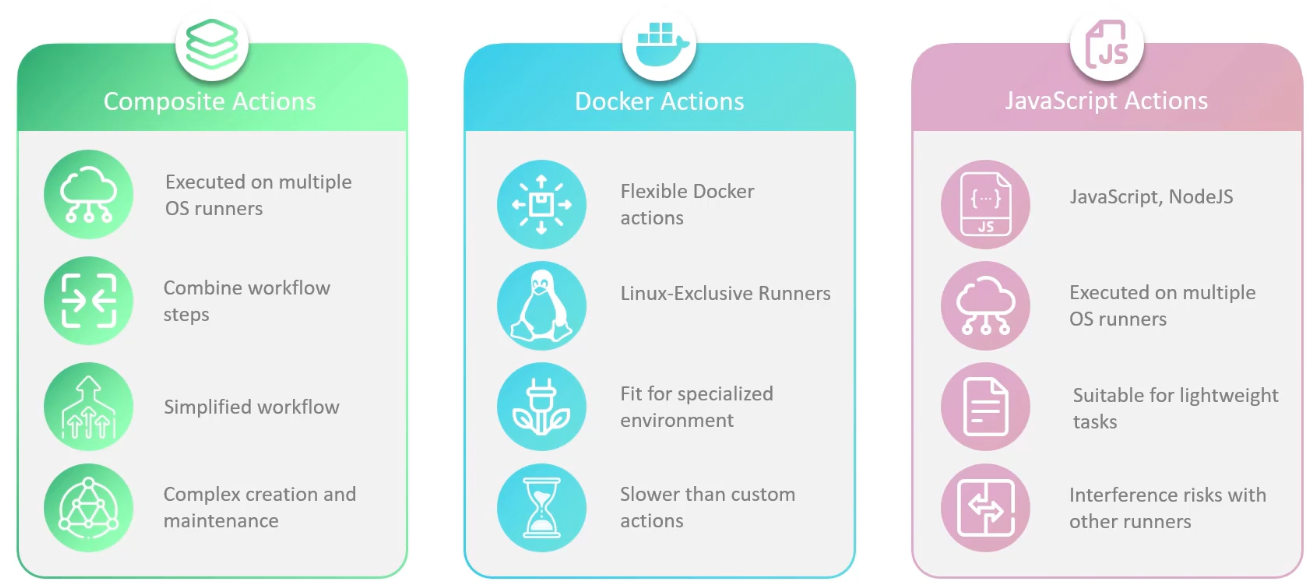 Composite Actions
Executed on multiple
OS runners
Combine workflow
steps
Simplified workflow
Complex creation and
maintenance
Docker Actions
Flexible Docker
actions
Linux-Exclusive Runners
Fit for specialized
environment
Slower than custom
actions
JS
JavaScript Actions
{...}
JS
JavaScript, NodeJS
Executed on multiple
OS runners
Suitable for lightweight
tasks
Interference risks with
other runners